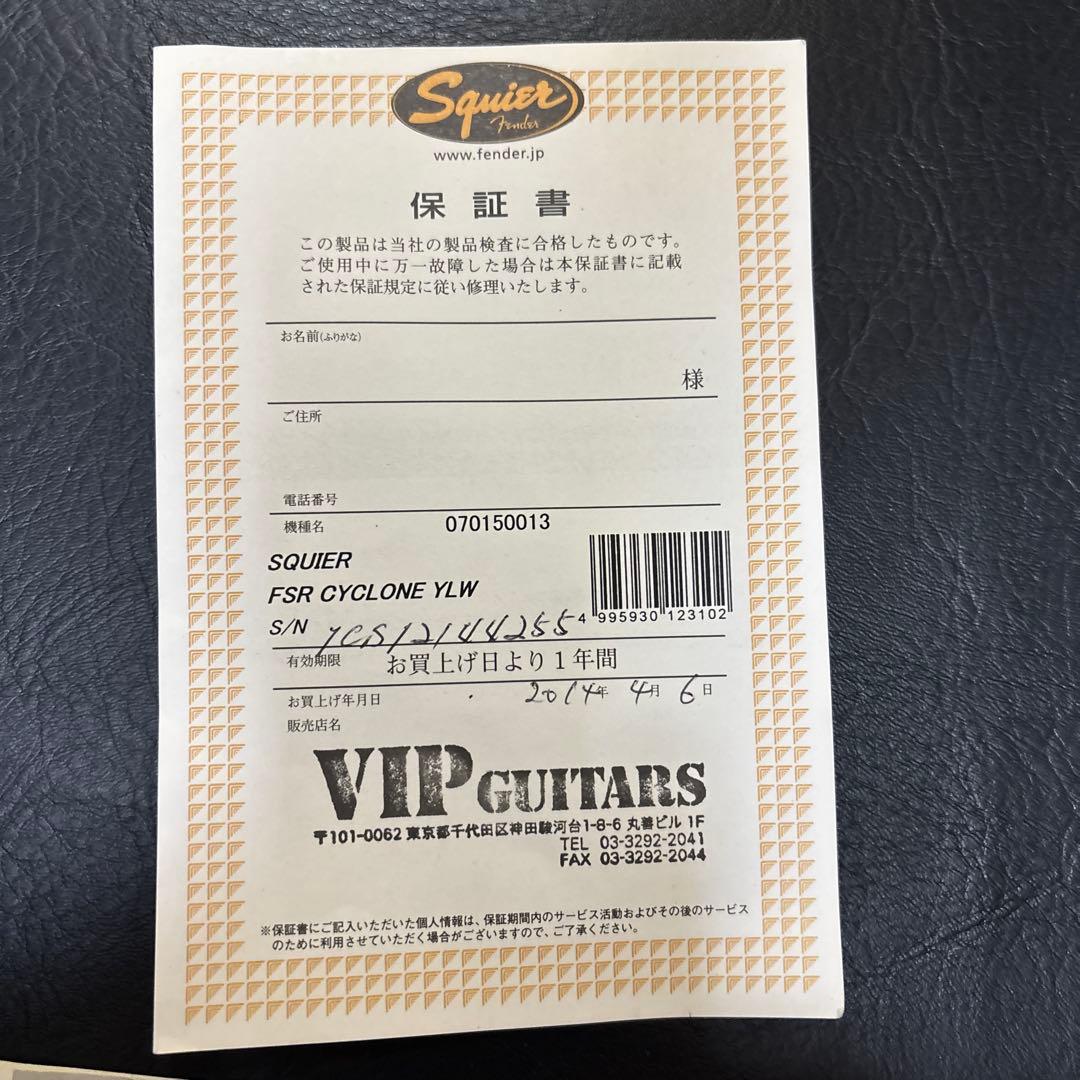 Squier
Fender
www.fender.jp
保証書
この製品は当社の製品検査に合格したものです。
ご使用中に万一故障した場合は本保証書に記載
された保証規定に従い修理いたします。
お名前(ふりがな)
様
ご住所
電話番号
機種名 070150013
SQUIER
FSR CYCLONE YLW
4 995930 123102
S/N
有効期限 お買上げ日より1年間
お買上げ年月日 2014年 4月 6日
販売店名
VIP GUITARS
〒101-0062 東京都千代田区神田駿河台1-8-6 丸善ビル 1F
TEL 03-3292-2041
FAX 03-3292-2044
※保証書にご記入いただいた個人情報は、保証期間内のサービス活動およびその後のサービス
のために利用させていただく場合がございますので、ご了承ください。